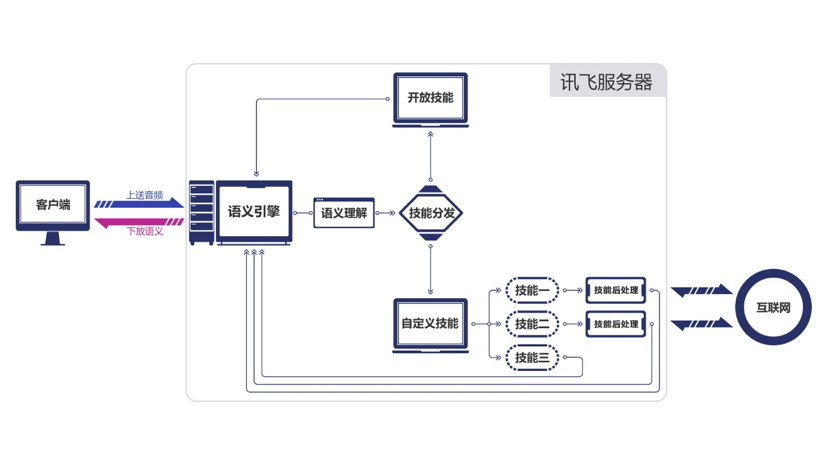 讯飞服务器
开放技能
上送音频
客户端
语义引擎
语义理解
技能分发
下放语义
技能一
技能后处理
互联网
自定义技能
技能二
技能后处理
技能三